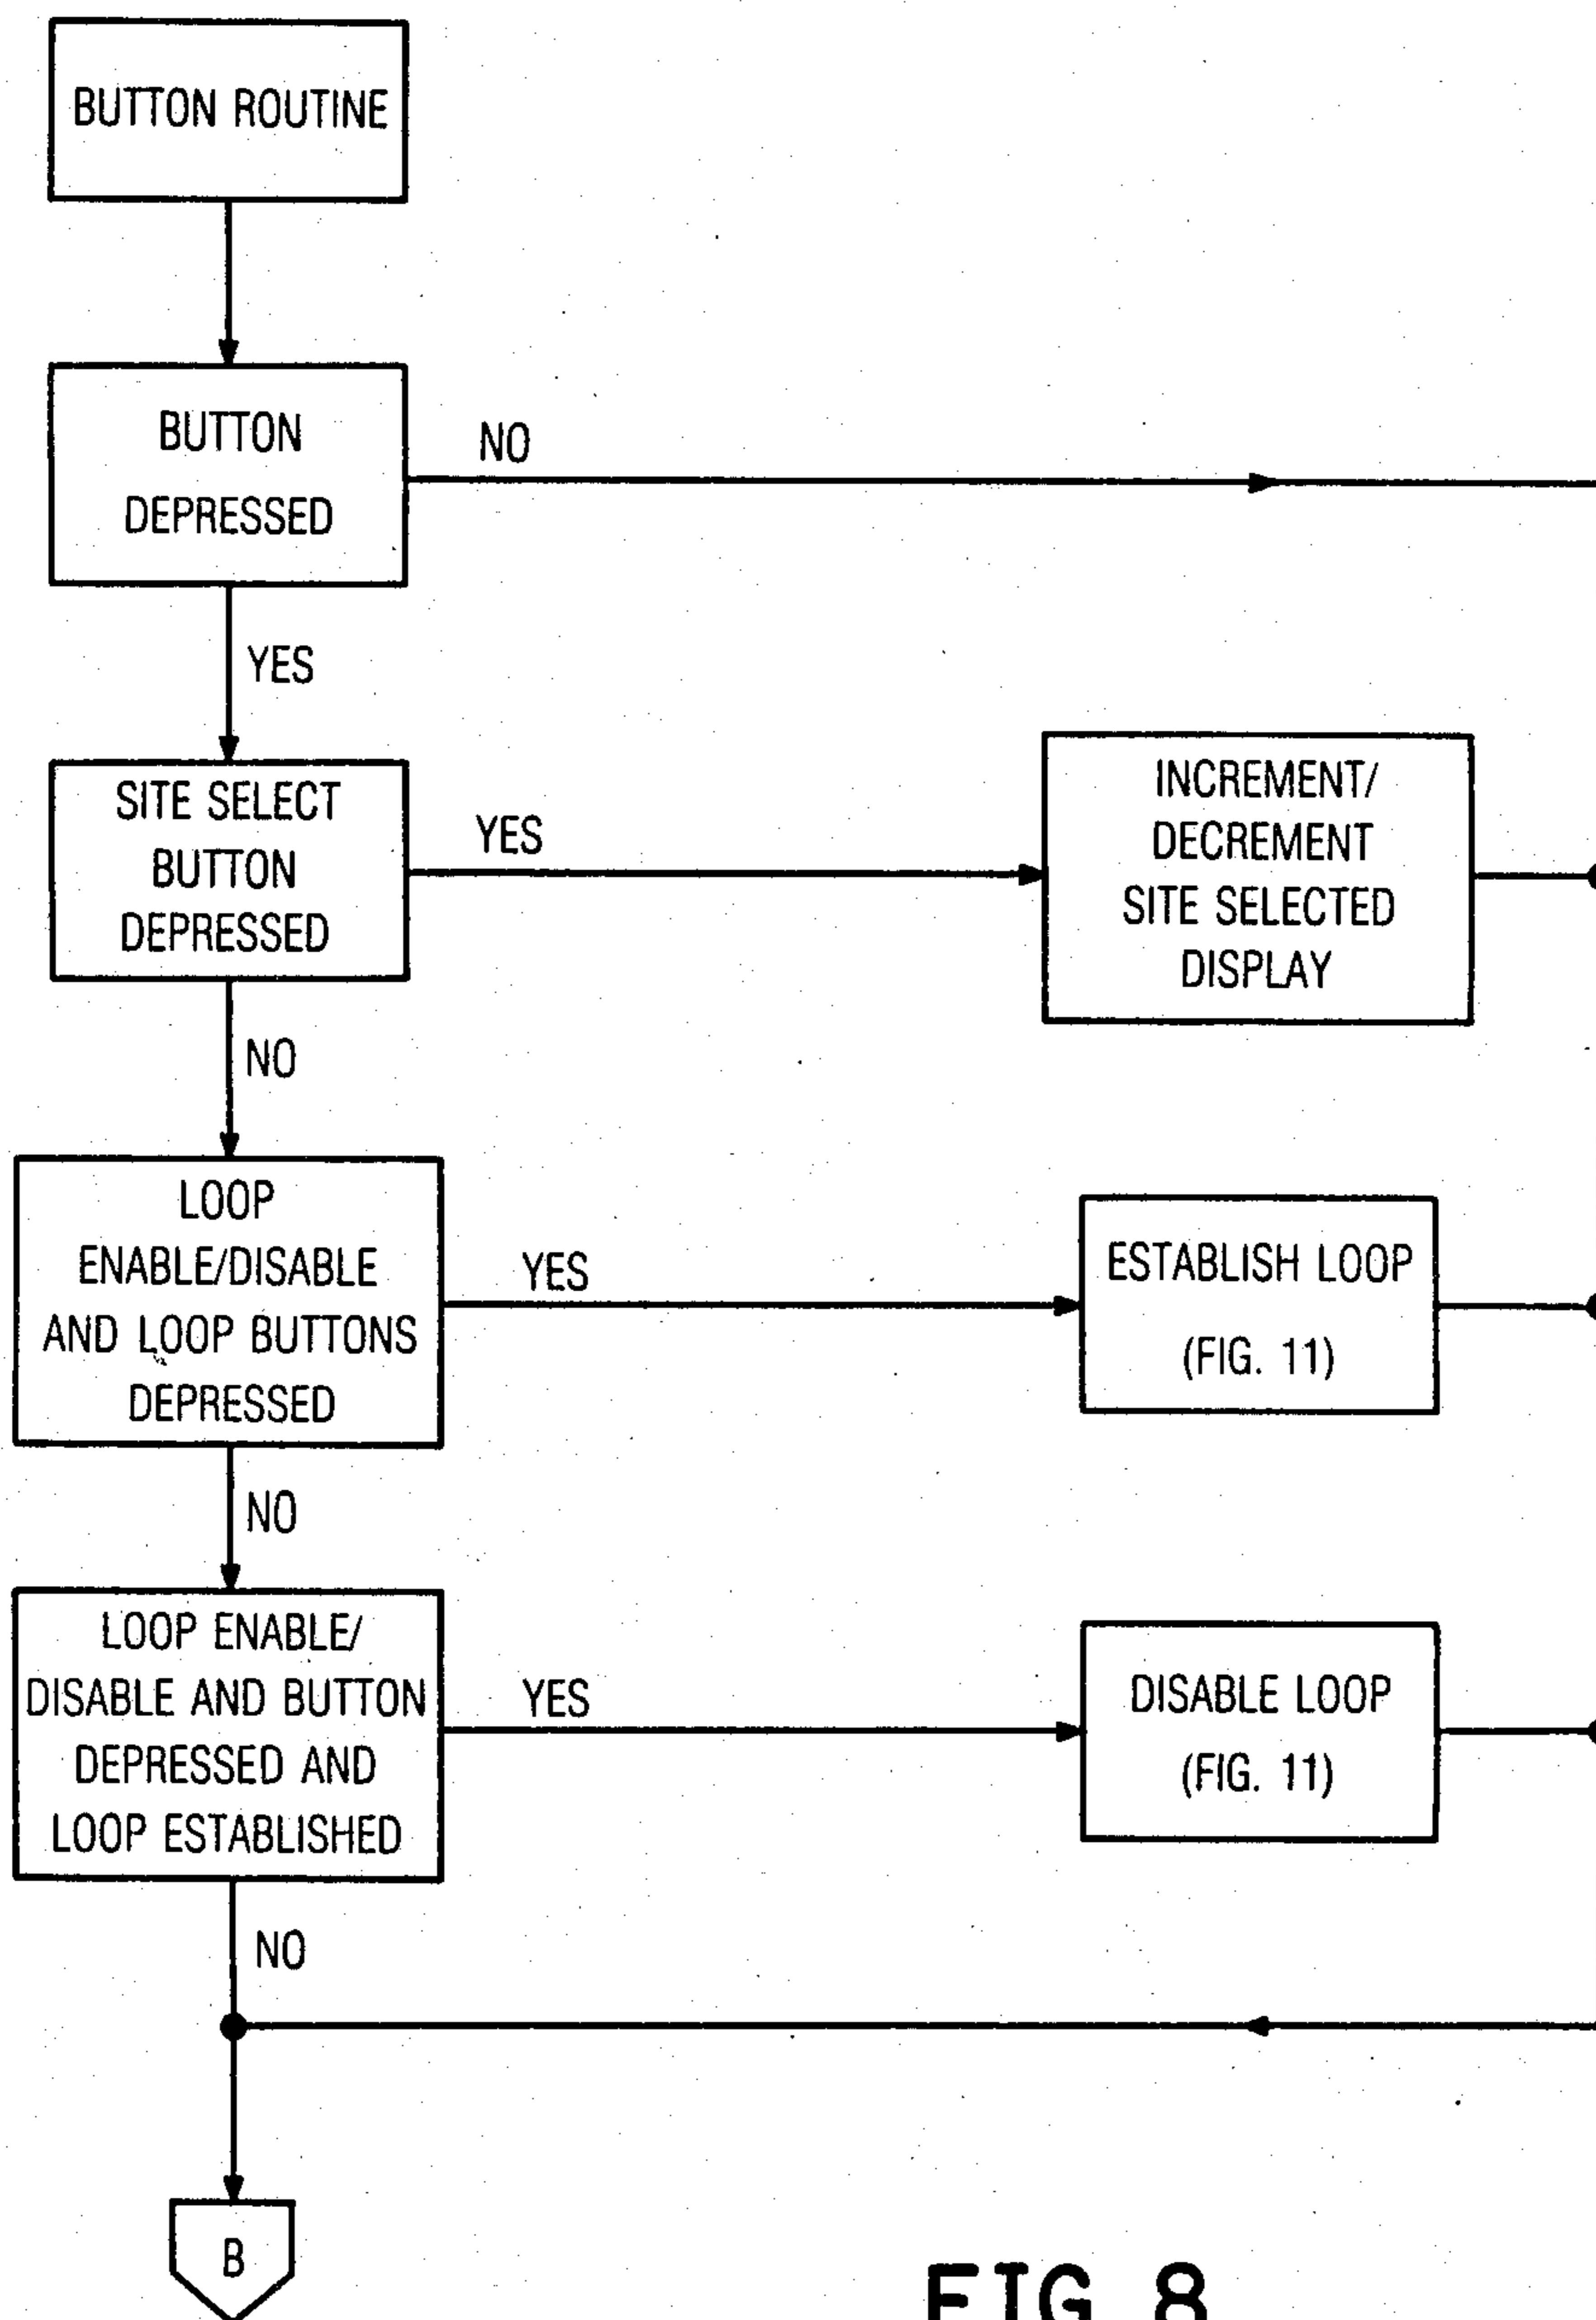 BUTTON ROUTINE
BUTTON
DEPRESSED
NO
YES
SITE SELECT
BUTTON
DEPRESSED
YES
INCREMENT/
DECREMENT
SITE SELECTED
DISPLAY
NO
LOOP
ENABLE/DISABLE
AND LOOP BUTTONS
DEPRESSED
YES
ESTABLISH LOOP
(FIG. 11)
NO
LOOP ENABLE/
DISABLE AND BUTTON
DEPRESSED AND
LOOP ESTABLISHED
YES
DISABLE LOOP
(FIG. 11)
NO
B
FIG 8